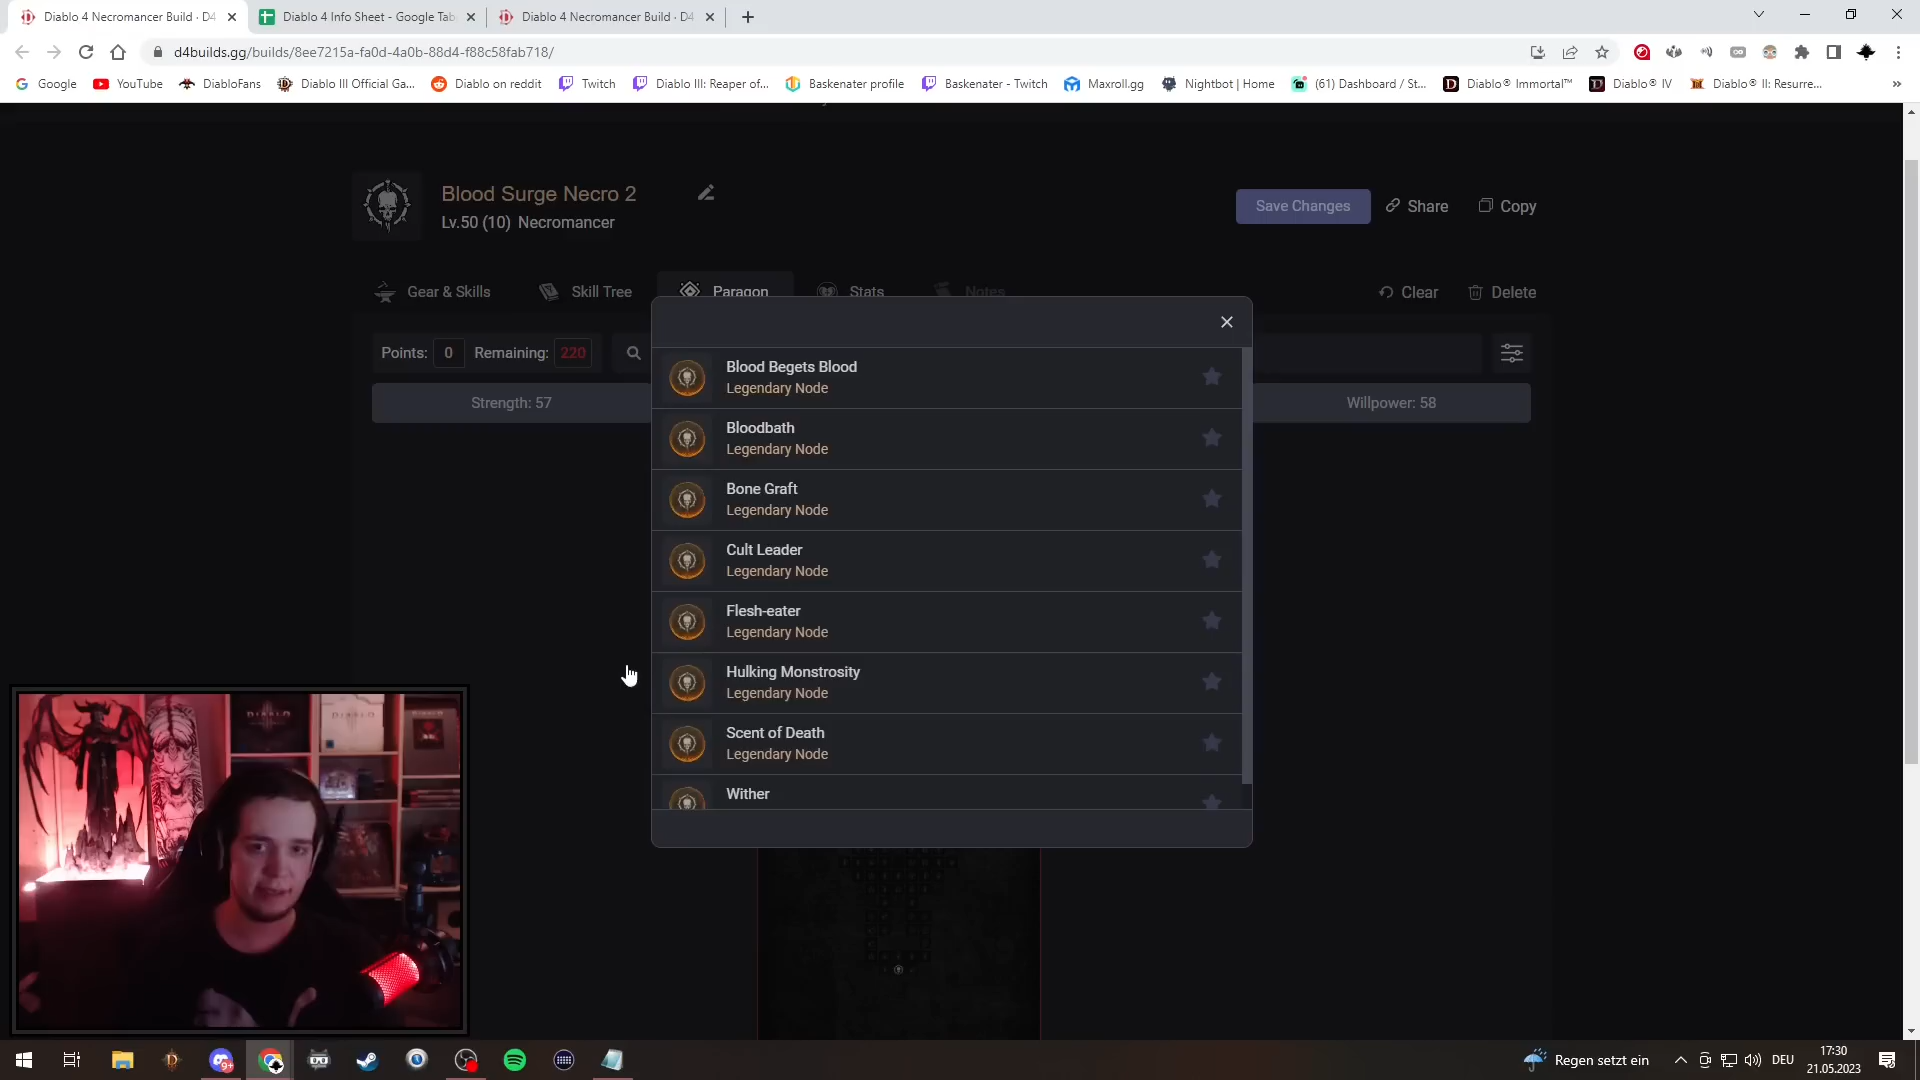 Diablo 4 Necromancer Build · D4
Diablo 4 Info Sheet - Google Tab
Diablo 4 Necromancer Build · D4
d4builds.gg/builds/8ee7215a-fa0d-4a0b-88d4-f88c58fab718/
Google
YouTube
DiabloFans
Diablo III Official Ga...
Diablo on reddit
Twitch
Diablo III: Reaper of...
Baskenater profile
Baskenater - Twitch
Maxroll.gg
Nightbot | Home
(61) Dashboard / St...
Diablo® Immortal™
Diablo® IV
Diablo® II: Resurre...
»
Blood Surge Necro 2
Lv.50 (10) Necromancer
Save Changes
Share
Copy
Gear & Skills
Skill Tree
Paragon
Stats
Notes
Clear
Delete
Points: 0 Remaining: 220
Strength: 57
Willpower: 58
Blood Begets Blood
Legendary Node
Bloodbath
Legendary Node
Bone Graft
Legendary Node
Cult Leader
Legendary Node
Flesh-eater
Legendary Node
Hulking Monstrosity
Legendary Node
Scent of Death
Legendary Node
Wither
DIABLO
DIABLO
9+
Regen setzt ein
DEU
17:30
21.05.2023